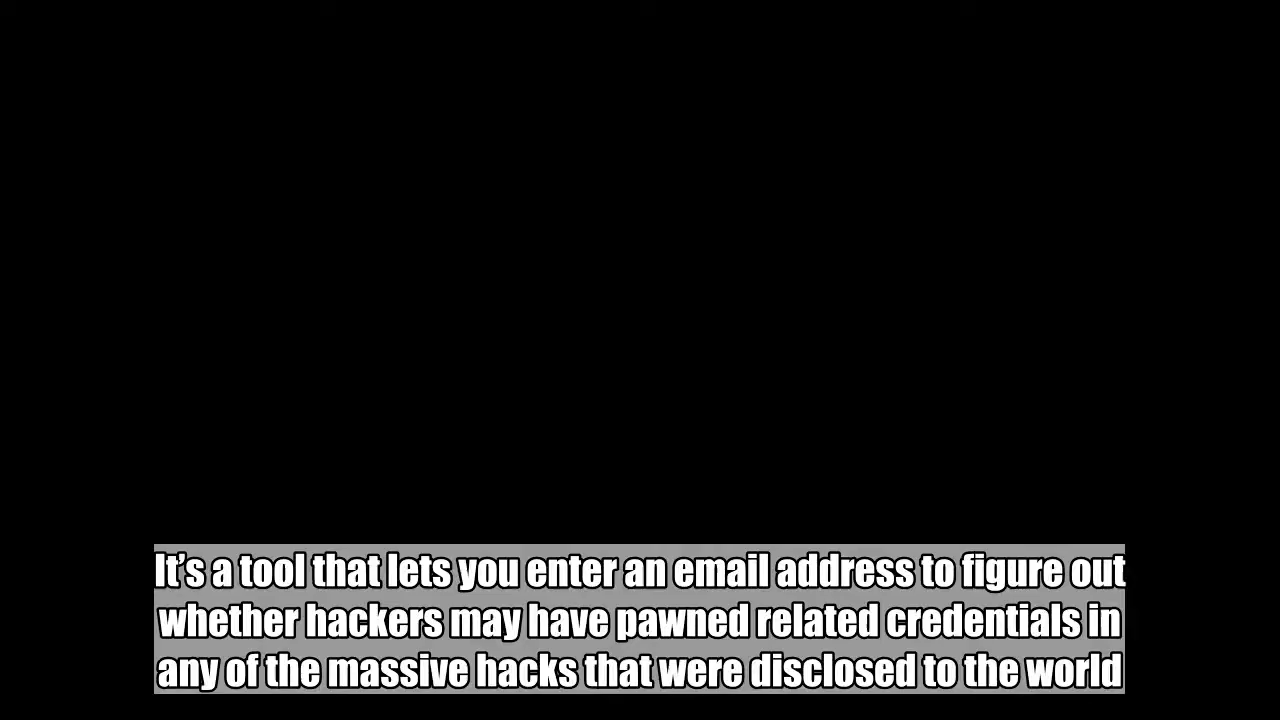 It’s a tool that lets you enter an email address to figure out
whether hackers may have pawned related credentials in
any of the massive hacks that were disclosed to the world